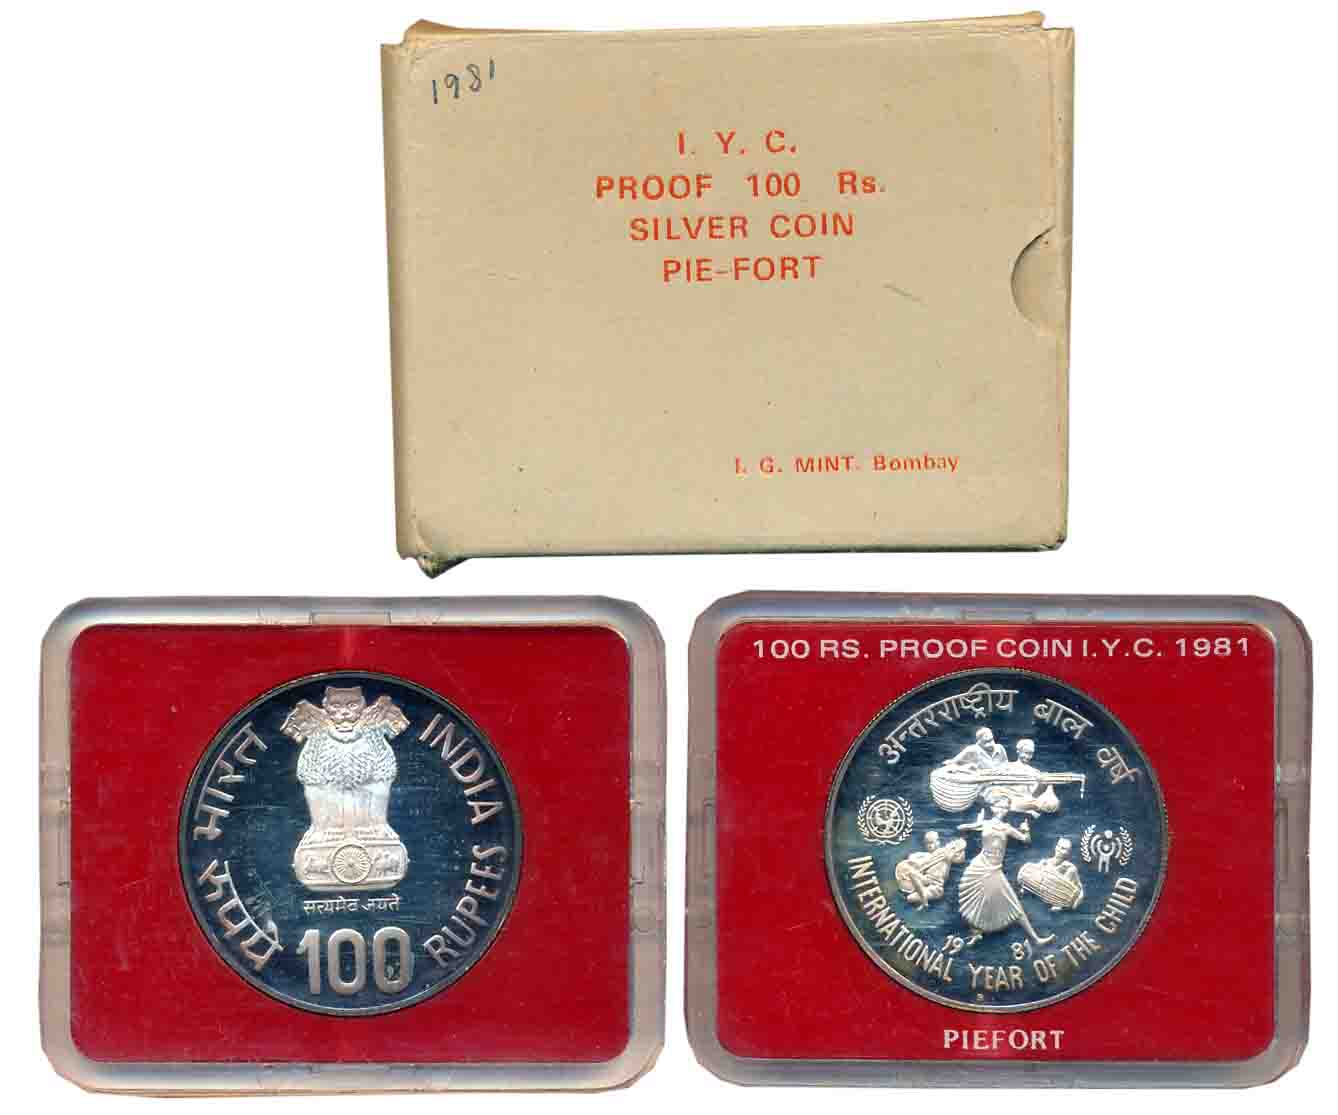 1981
I. Y. C.
PROOF 100 Rs.
SILVER COIN
PIE-FORT
I. G. MINT. Bombay
भारत
INDIA
रूपये
RUPEES
सत्यमेव जयते
100
100 RS. PROOF COIN I.Y.C. 1981
अन्तरराष्ट्रीय बाल वर्ष
19 81
INTERNATIONAL YEAR OF THE CHILD
B
PIEFORT